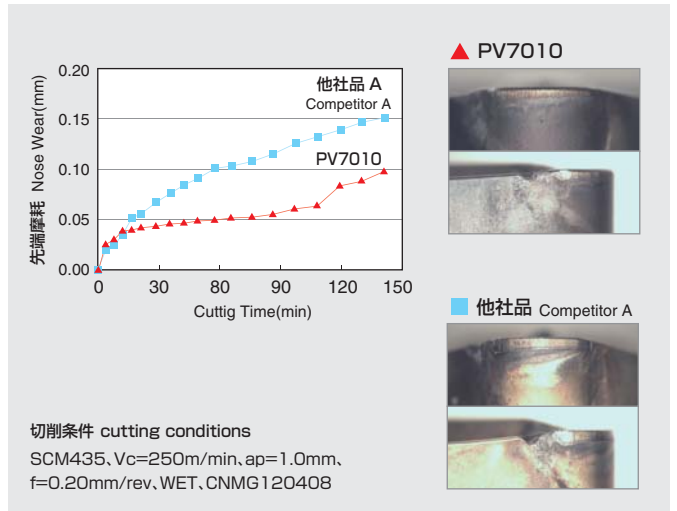 先端摩耗 Nose Wear(mm)
0.20
0.15
0.10
0.05
0.00
他社品 A
Competitor A
PV7010
0 30 60 80 90 120 150
Cuttig Time(min)
PV7010
他社品 Competitor A
切削条件 cutting conditions
SCM435、Vc=250m/min、ap=1.0mm、
f=0.20mm/rev、WET、CNMG120408